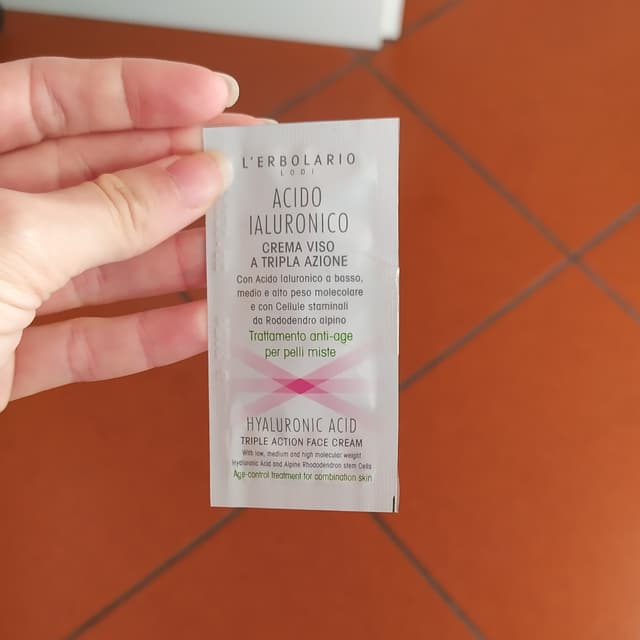 L'ERBOLARIO
LODI
ACIDO
IALURONICO
CREMA VISO
A TRIPLA AZIONE
Con Acido Ialuronico a basso,
medio e alto peso molecolare
e con Cellule staminali
da Rododendro alpino
Trattamento anti-age
per pelli miste
HYALURONIC ACID
TRIPLE ACTION FACE CREAM
With low, medium and high molecular weight
Hyaluronic Acid and Alpine Rhododendron stem Cells
Age-control treatment for combination skin